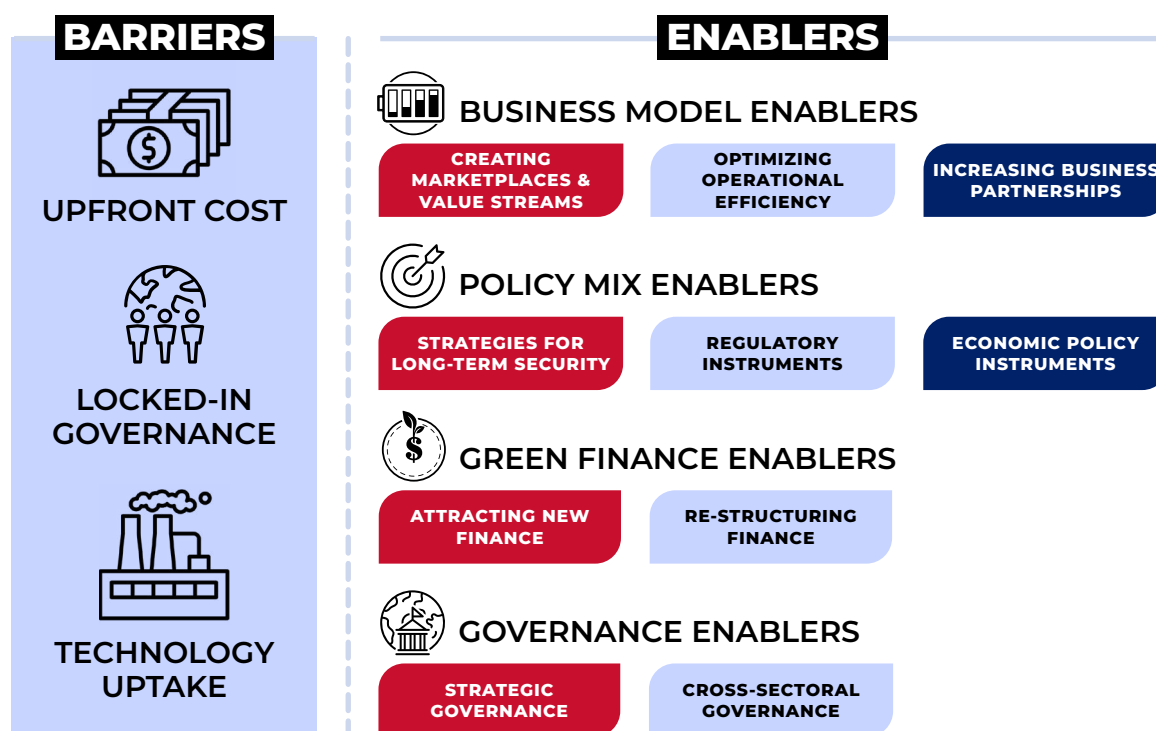 BARRIERS
UPFRONT COST
LOCKED-IN
GOVERNANCE
TECHNOLOGY
UPTAKE
ENABLERS
BUSINESS MODEL ENABLERS
CREATING
MARKETPLACES &
VALUE STREAMS
OPTIMIZING
OPERATIONAL
EFFICIENCY
INCREASING BUSINESS
PARTNERSHIPS
POLICY MIX ENABLERS
STRATEGIES FOR
LONG-TERM SECURITY
REGULATORY
INSTRUMENTS
ECONOMIC POLICY
INSTRUMENTS
GREEN FINANCE ENABLERS
ATTRACTING NEW
FINANCE
RE-STRUCTURING
FINANCE
GOVERNANCE ENABLERS
STRATEGIC
GOVERNANCE
CROSS-SECTORAL
GOVERNANCE